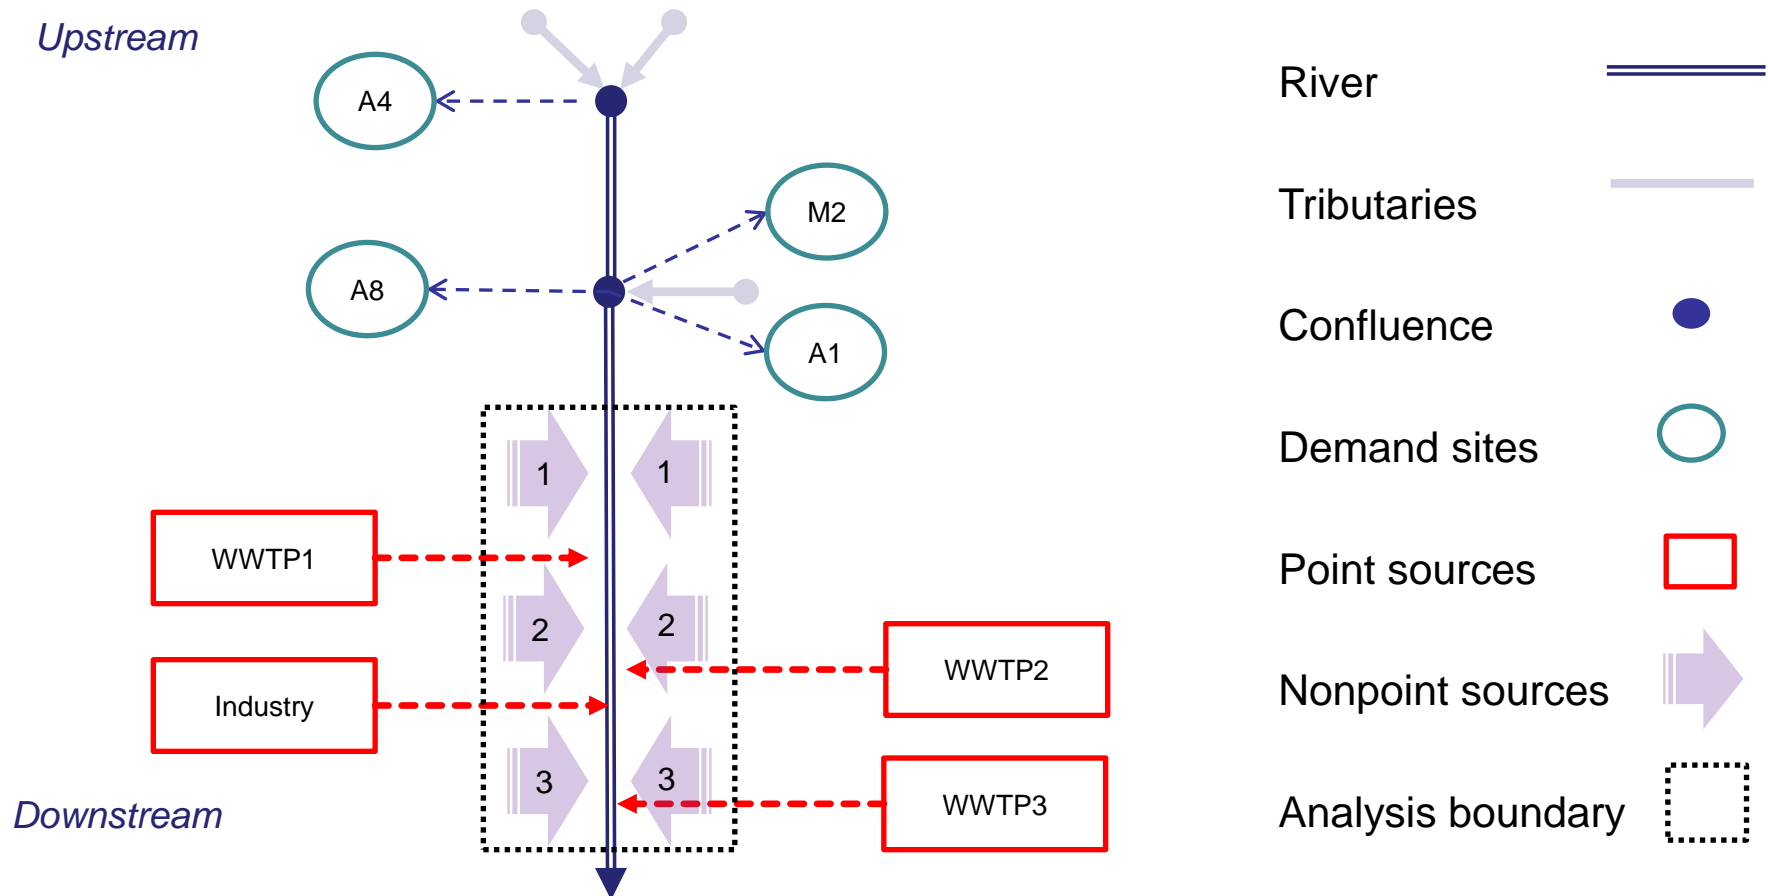 Upstream
A4
M2
A8
A1
1
1
WWTP1
2
2
WWTP2
Industry
3
3
WWTP3
Downstream
River
Tributaries
Confluence
Demand sites
Point sources
Nonpoint sources
Analysis boundary